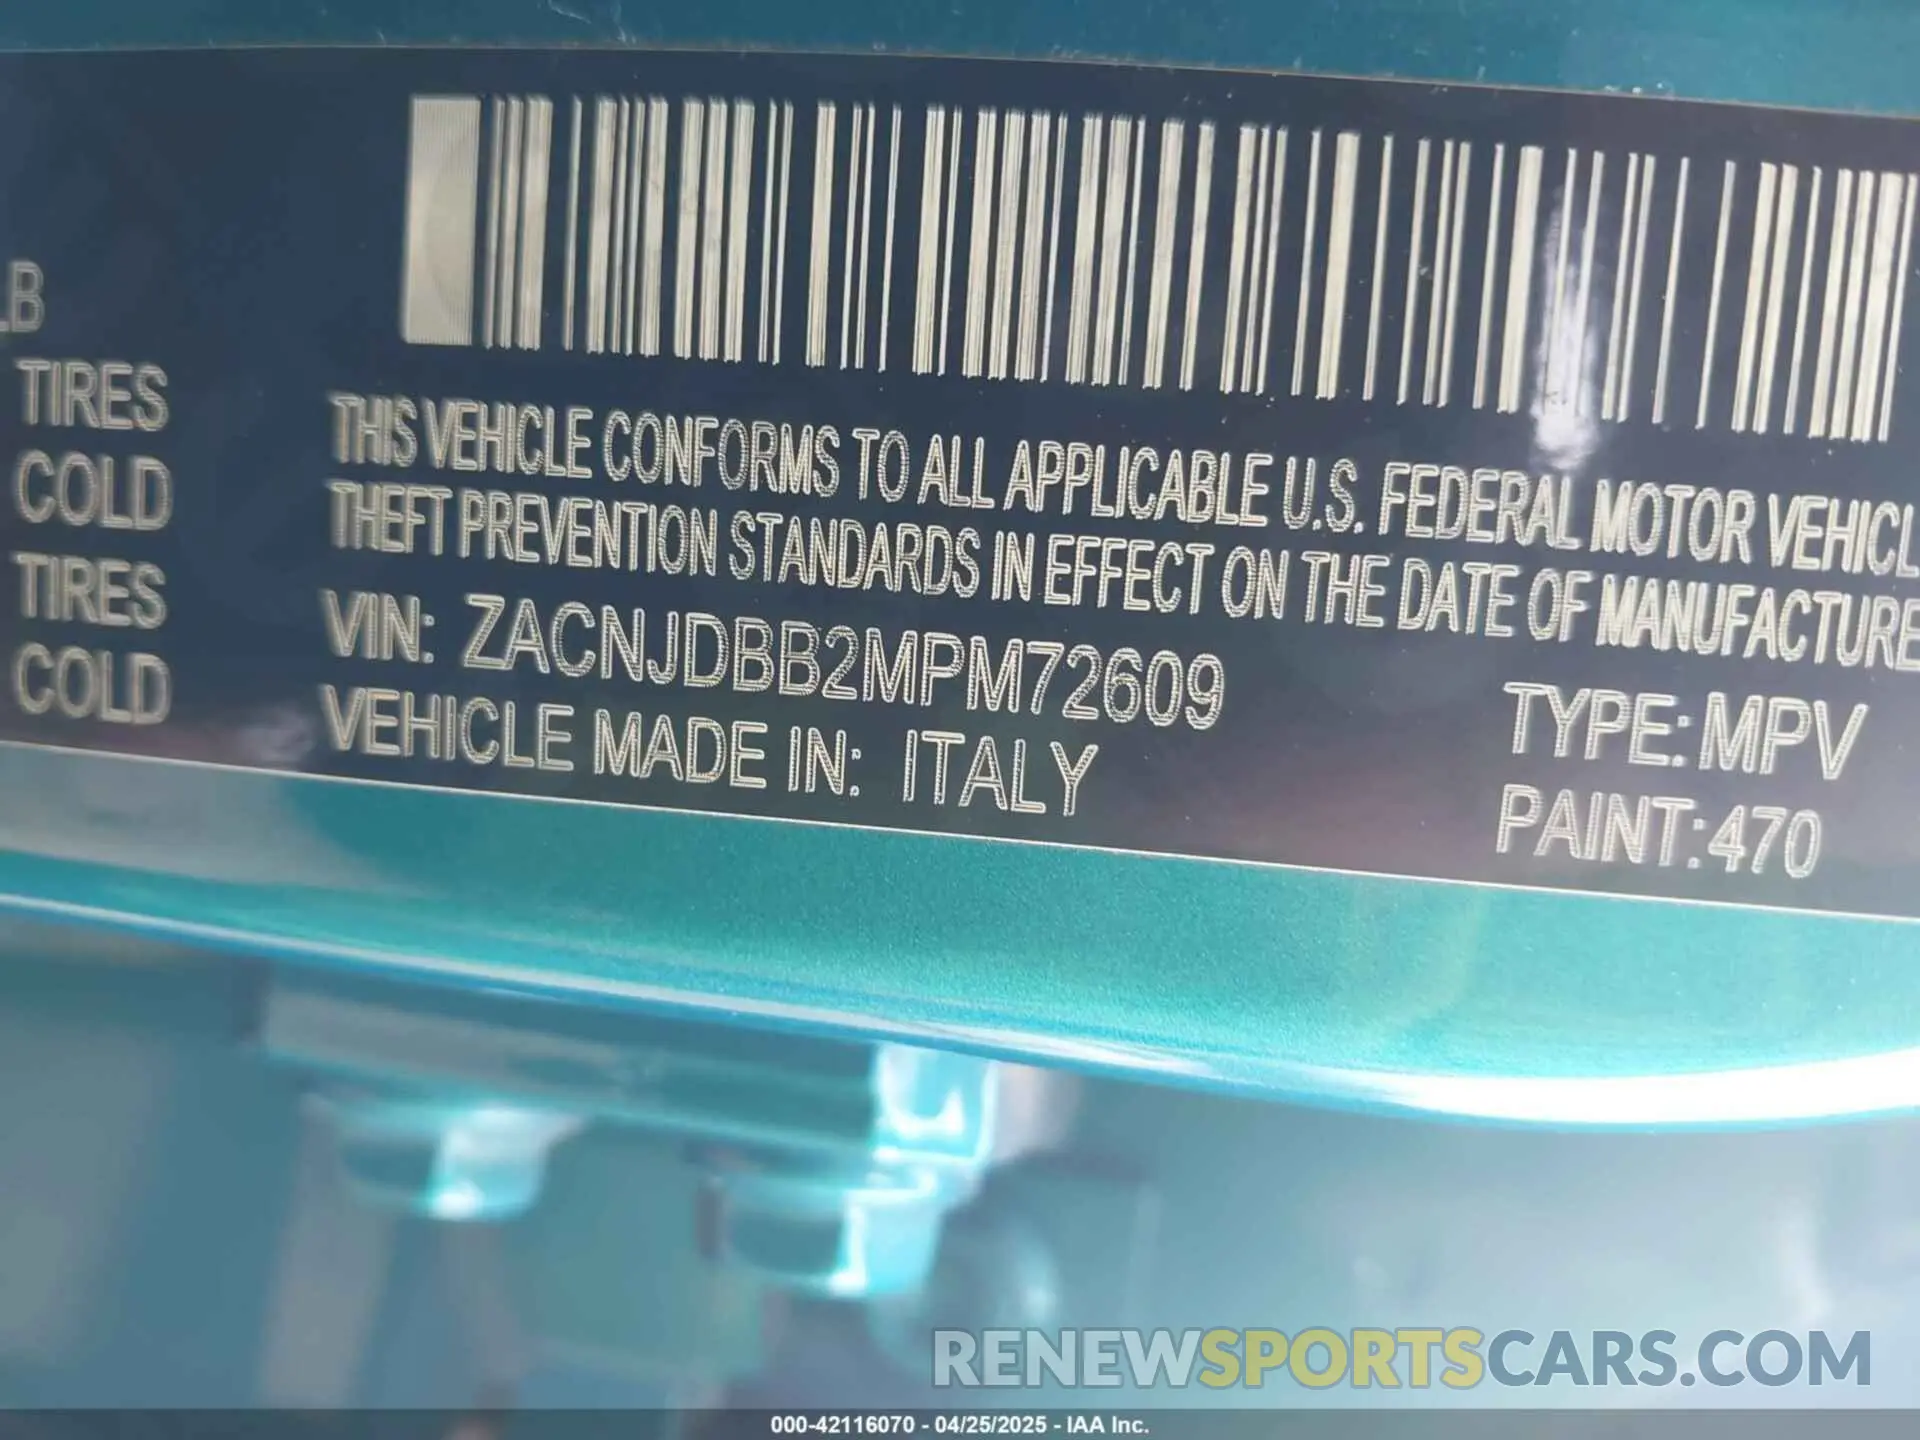 LB
TIRES
COLD
TIRES
COLD
THIS VEHICLE CONFORMS TO ALL APPLICABLE U.S. FEDERAL MOTOR VEHICL
THEFT PREVENTION STANDARDS IN EFFECT ON THE DATE OF MANUFACTURE
VIN: ZACNJDBB2MPM72609
TYPE: MPV
VEHICLE MADE IN: ITALY
PAINT: 470
RENEWSPORTSCARS.COM
000-42116070 - 04/25/2025 - IAA Inc.